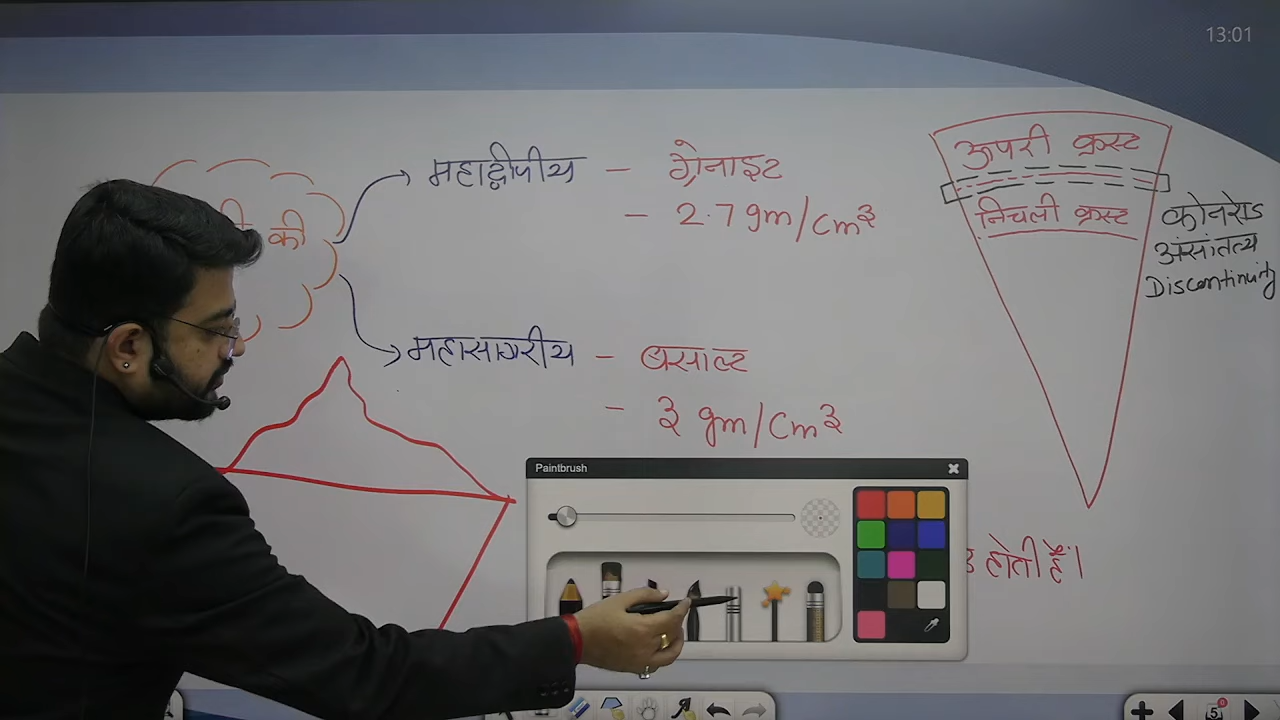 13:01
की
महाद्वीपीय - ग्रेनाइट
- 2.7 gm/cm3
महासागरीय - बसाल्ट
- 3 gm/cm3
ऊपरी क्रस्ट
निचली क्रस्ट
कोनरेाड
असांतत्य
Discontinuity
Paintbrush
होती हैं।
5